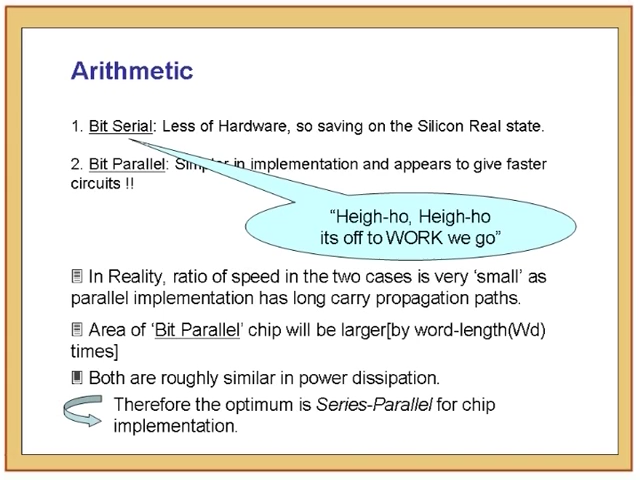 Arithmetic
1. Bit Serial: Less of Hardware, so saving on the Silicon Real state.
2. Bit Parallel: Simpler in implementation and appears to give faster
circuits !!
“Heigh-ho, Heigh-ho
its off to WORK we go”
In Reality, ratio of speed in the two cases is very ‘small’ as
parallel implementation has long carry propagation paths.
Area of ‘Bit Parallel’ chip will be larger[by word-length(Wd)
times]
Both are roughly similar in power dissipation.
Therefore the optimum is Series-Parallel for chip
implementation.